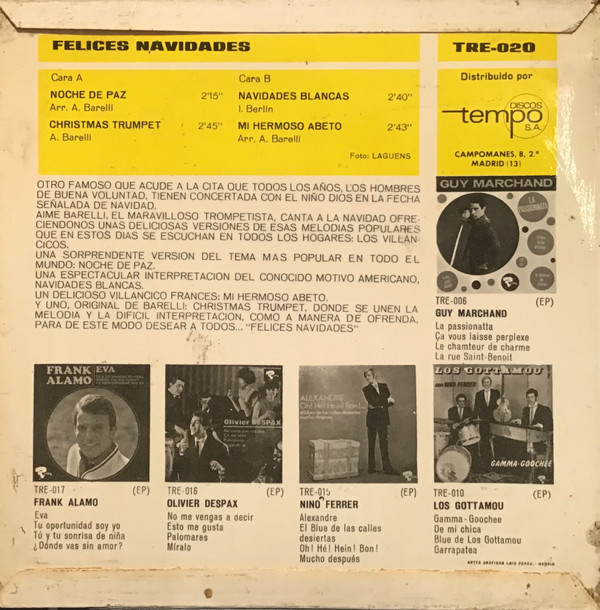 FELICES NAVIDADES
TRE-020
Cara A
NOCHE DE PAZ 2'15"
Arr. A. Barelli
CHRISTMAS TRUMPET 2'45"
A. Barelli
Cara B
NAVIDADES BLANCAS 2'40"
I. Berlin
MI HERMOSO ABETO 2'43"
Arr. A. Barelli
Foto: LAGUENS
Distribuido por
DISCOS
tempo
S.A.
CAMPOMANES, 8, 2.º
MADRID (13)
OTRO FAMOSO QUE ACUDE A LA CITA QUE TODOS LOS AÑOS, LOS HOMBRES
DE BUENA VOLUNTAD, TIENEN CONCERTADA CON EL NIÑO DIOS EN LA FECHA
SEÑALADA DE NAVIDAD.
AIME BARELLI, EL MARAVILLOSO TROMPETISTA, CANTA A LA NAVIDAD OFRE-
CIENDONOS UNAS DELICIOSAS VERSIONES DE ESAS MELODIAS POPULARES
QUE EN ESTOS DIAS SE ESCUCHAN EN TODOS LOS HOGARES: LOS VILLAN-
CICOS.
UNA SORPRENDENTE VERSION DEL TEMA MAS POPULAR EN TODO EL
MUNDO: NOCHE DE PAZ.
UNA ESPECTACULAR INTERPRETACION DEL CONOCIDO MOTIVO AMERICANO,
NAVIDADES BLANCAS.
UN DELICIOSO VILLANCICO FRANCES: MI HERMOSO ABETO.
Y UNO, ORIGINAL DE BARELLI: CHRISTMAS TRUMPET, DONDE SE UNEN LA
MELODIA Y LA DIFICIL INTERPRETACION, COMO A MANERA DE OFRENDA,
PARA DE ESTE MODO DESEAR A TODOS... "FELICES NAVIDADES"
GUY MARCHAND
LA
PASSIONNATA
TRE-006 (EP)
GUY MARCHAND
La passionatta
Ça vous laisse perplexe
Le chamteur de charme
La rue Saint-Benoit
FRANK
ALAMO
EVA
TRE-017 (EP)
FRANK ALAMO
Eva
Tu oportunidad soy yo
Tú y tu sonrisa de niña
¿Dónde vas sin amor?
Olivier DESPAX
TRE-016 (EP)
OLIVIER DESPAX
No me vengas a decir
Esto me gusta
Palomares
Míralo
ALEXANDRE
Oh! Hé! Hein! Bon!
TRE-015 (EP)
NINO FERRER
Alexandre
El Blue de las calles
desiertas
Oh! Hé! Hein! Bon!
Mucho después
LOS GOTTAMOU
GAMMA-GOOCHEE
TRE-010 (EP)
LOS GOTTAMOU
Gamma-Goochee
De mi chica
Blue de Los Gottamou
Garrapatea